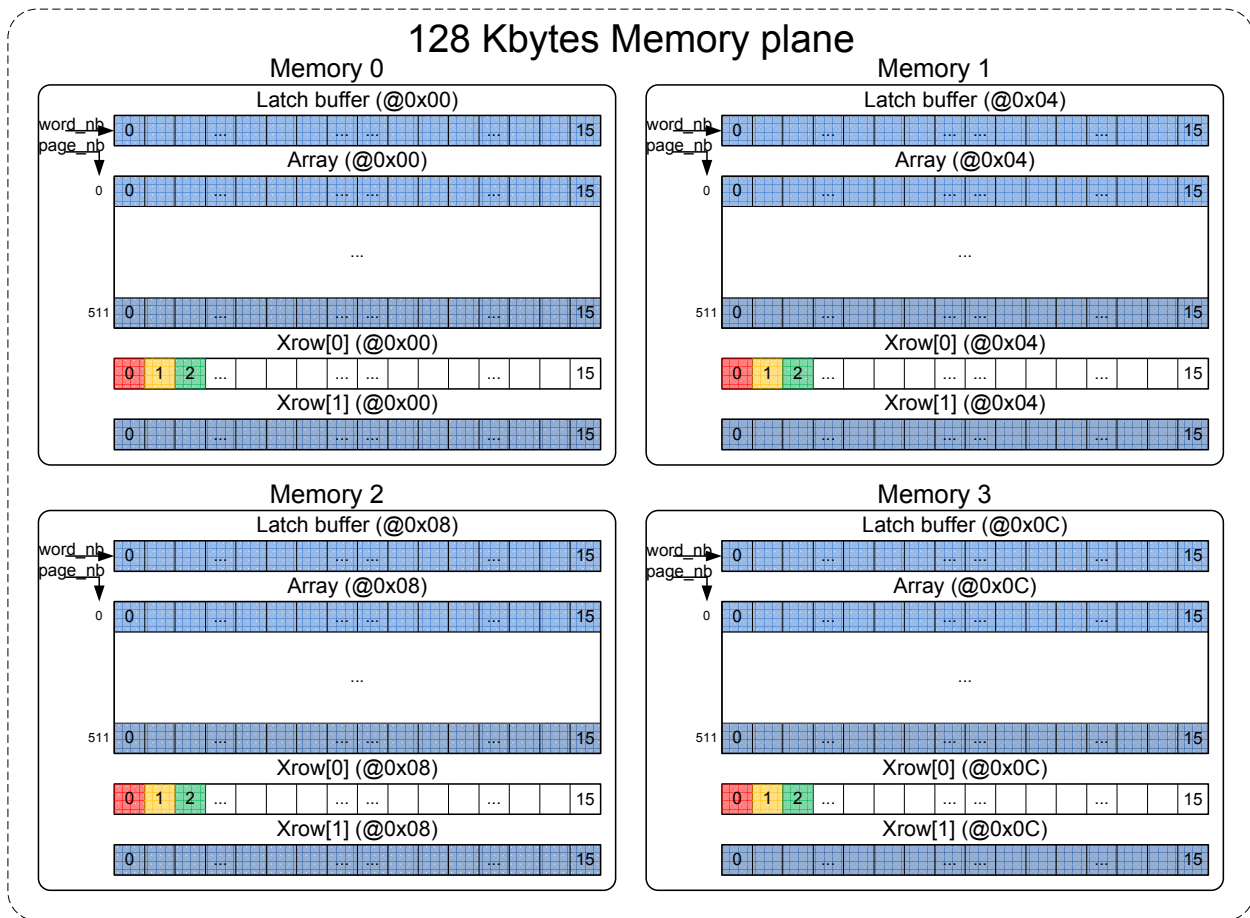 128 Kbytes Memory plane
Memory 0
Latch buffer (@0x00)
word_nb
0 ... ... ... ... 15
page_nb
Array (@0x00)
0
0 ... ... ... ... 15
...
511
0 ... ... ... ... 15
Xrow[0] (@0x00)
0 1 2 ... ... ... ... 15
Xrow[1] (@0x00)
0 ... ... ... ... 15
Memory 1
Latch buffer (@0x04)
word_nb
0 ... ... ... ... 15
page_nb
Array (@0x04)
0
0 ... ... ... ... 15
...
511
0 ... ... ... ... 15
Xrow[0] (@0x04)
0 1 2 ... ... ... ... 15
Xrow[1] (@0x04)
0 ... ... ... ... 15
Memory 2
Latch buffer (@0x08)
word_nb
0 ... ... ... ... 15
page_nb
Array (@0x08)
0
0 ... ... ... ... 15
...
511
0 ... ... ... ... 15
Xrow[0] (@0x08)
0 1 2 ... ... ... ... 15
Xrow[1] (@0x08)
0 ... ... ... ... 15
Memory 3
Latch buffer (@0x0C)
word_nb
0 ... ... ... ... 15
page_nb
Array (@0x0C)
0
0 ... ... ... ... 15
...
511
0 ... ... ... ... 15
Xrow[0] (@0x0C)
0 1 2 ... ... ... ... 15
Xrow[1] (@0x0C)
0 ... ... ... ... 15